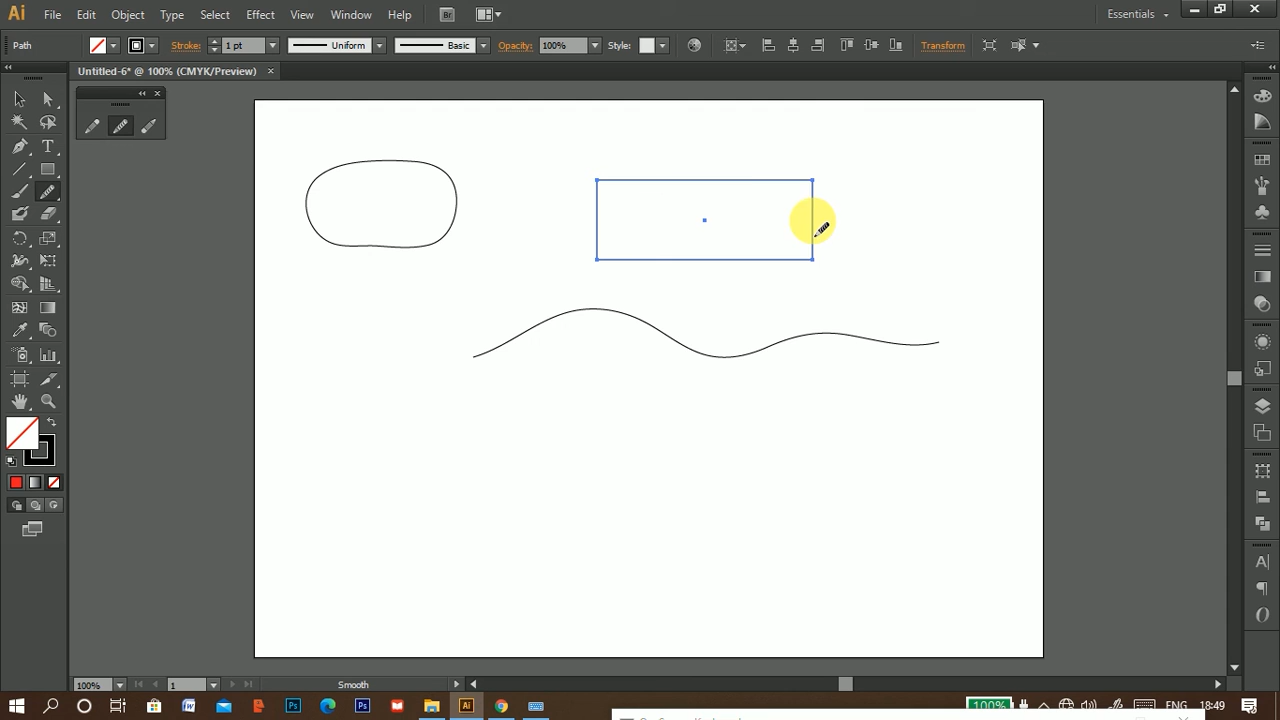 Ai File Edit Object Type Select Effect View Window Help Br Essentials
Path Stroke: 1 pt Uniform Basic Opacity: 100% Style: Transform
Untitled-6* @ 100% (CMYK/Preview)
100% 1 Smooth
100% ENG 18:49